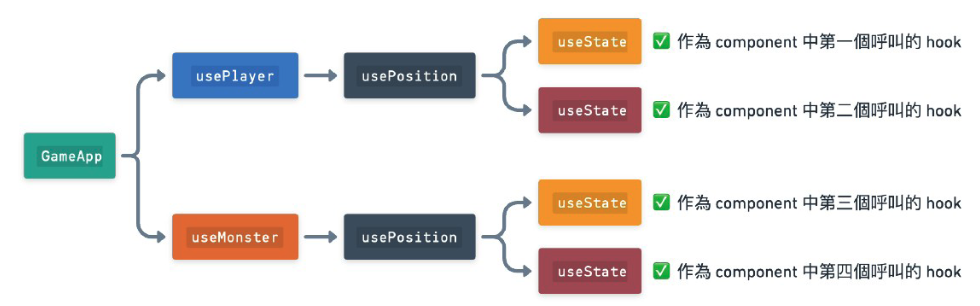 useState
✅ 作為 component 中第一個呼叫的 hook
usePlayer
usePosition
useState
✅ 作為 component 中第二個呼叫的 hook
GameApp
useState
✅ 作為 component 中第三個呼叫的 hook
useMonster
usePosition
useState
✅ 作為 component 中第四個呼叫的 hook